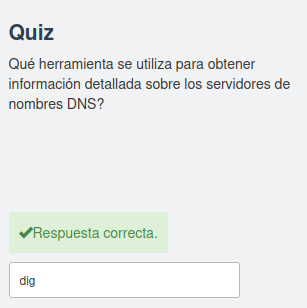 Quiz
Qué herramienta se utiliza para obtener
información detallada sobre los servidores de
nombres DNS?
Respuesta correcta.
dig